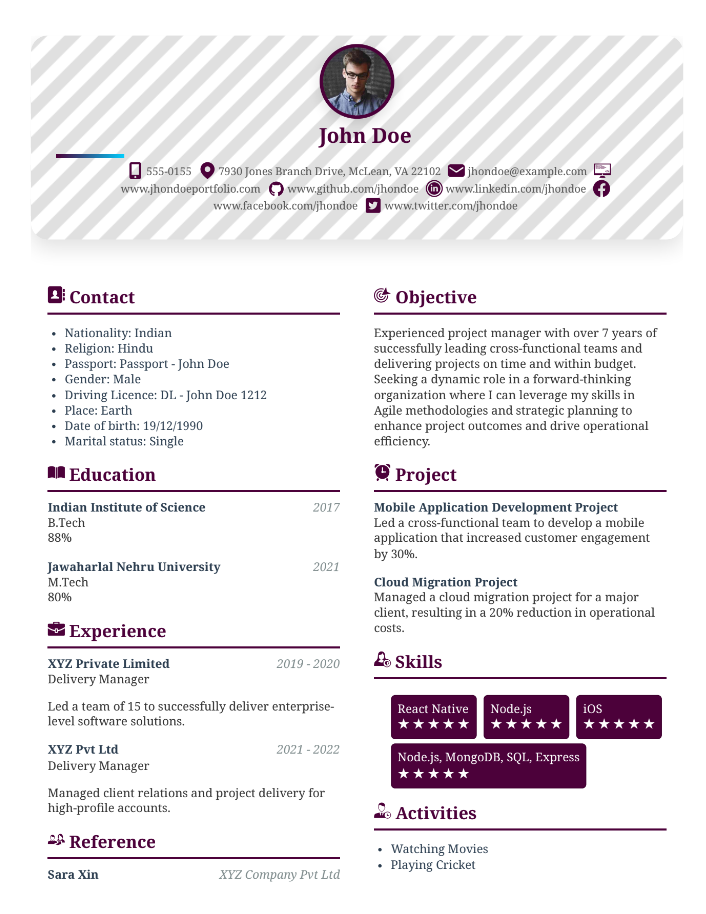 John Doe
555-0155 7930 Jones Branch Drive, McLean, VA 22102 jhondoe@example.com
www.jhondoeportfolio.com www.github.com/jhondoe www.linkedin.com/jhondoe
www.facebook.com/jhondoe www.twitter.com/jhondoe
Contact
• Nationality: Indian
• Religion: Hindu
• Passport: Passport - John Doe
• Gender: Male
• Driving Licence: DL - John Doe 1212
• Place: Earth
• Date of birth: 19/12/1990
• Marital status: Single
Education
Indian Institute of Science 2017
B.Tech
88%
Jawaharlal Nehru University 2021
M.Tech
80%
Experience
XYZ Private Limited 2019 - 2020
Delivery Manager
Led a team of 15 to successfully deliver enterprise-
level software solutions.
XYZ Pvt Ltd 2021 - 2022
Delivery Manager
Managed client relations and project delivery for
high-profile accounts.
Reference
Sara Xin XYZ Company Pvt Ltd
Objective
Experienced project manager with over 7 years of
successfully leading cross-functional teams and
delivering projects on time and within budget.
Seeking a dynamic role in a forward-thinking
organization where I can leverage my skills in
Agile methodologies and strategic planning to
enhance project outcomes and drive operational
efficiency.
Project
Mobile Application Development Project
Led a cross-functional team to develop a mobile
application that increased customer engagement
by 30%.
Cloud Migration Project
Managed a cloud migration project for a major
client, resulting in a 20% reduction in operational
costs.
Skills
React Native Node.js iOS
★★★★★ ★★★★★ ★★★★★
Node.js, MongoDB, SQL, Express
★★★★★
Activities
• Watching Movies
• Playing Cricket